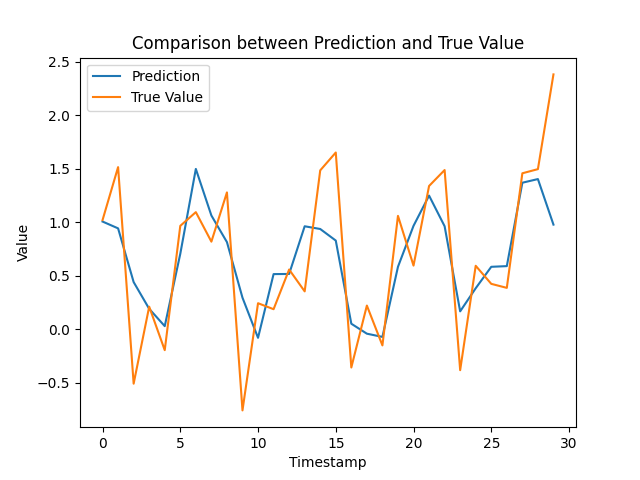 Comparison between Prediction and True Value
Prediction
True Value
2.5
2.0
1.5
1.0
0.5
0.0
−0.5
Value
0 5 10 15 20 25 30
Timestamp